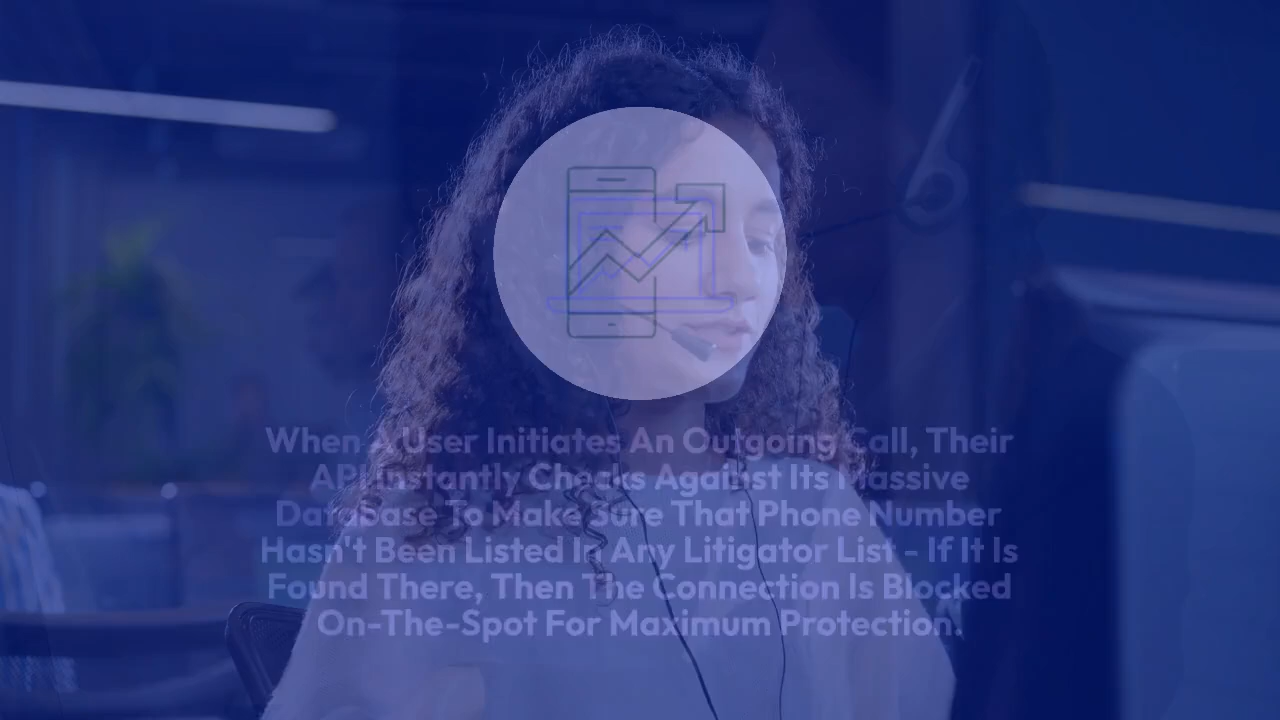 When A User Initiates An Outgoing Call, Their
API Instantly Checks Against Its Massive
Database To Make Sure That Phone Number
Hasn't Been Listed In Any Litigator List - If It Is
Found There, Then The Connection Is Blocked
On-The-Spot For Maximum Protection.